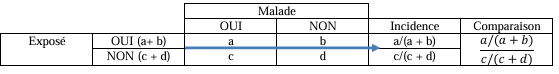 Malade
OUI NON Incidence Comparaison
Exposé OUI (a+ b) a b a/(a + b) a/(a + b)
NON (c + d) c d c/(c + d) c/(c + d)